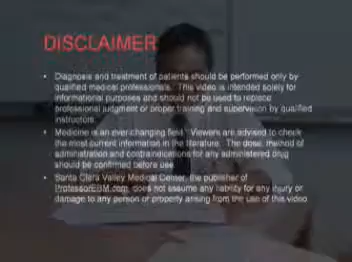 DISCLAIMER
• Diagnosis and treatment of patients should be performed only by
qualified medical professionals. This video is intended solely for
informational purposes and should not be used to replace
professional judgment or proper training and supervision by qualified
instructors.
• Medicine is an ever-changing field. Viewers are advised to check
the most current information in the literature. The dose, method of
administration and contraindications for any administered drug
should be confirmed before use.
• Santa Clara Valley Medical Center, the publisher of
ProfessorEBM.com, does not assume any liability for any injury or
damage to any person or property arising from the use of this video